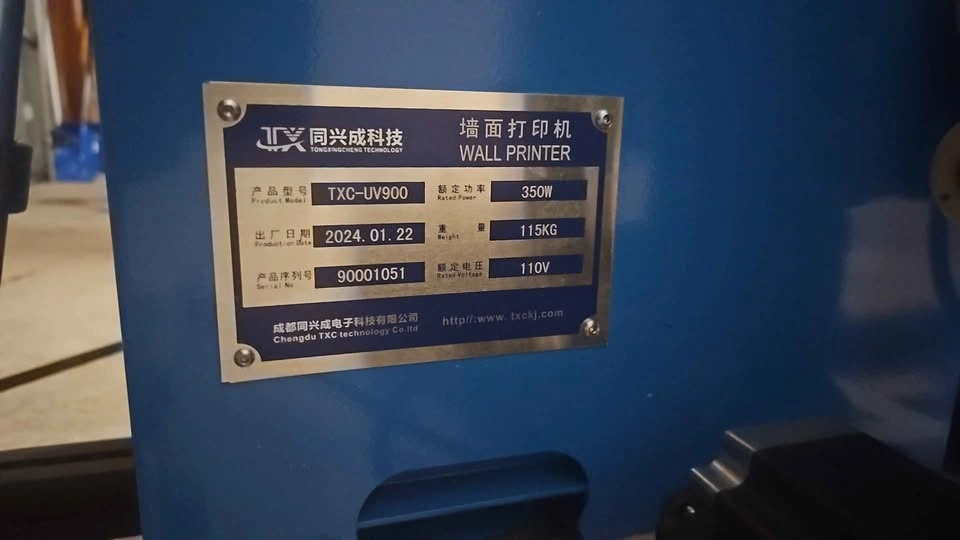 TXC 同兴成科技
TONGXINGCHENG TECHNOLOGY
墙面打印机
WALL PRINTER
产品型号 TXC-UV900 额定功率 350W
Product Model Rated Power
出厂日期 2024.01.22 重量 115KG
Production Date Weight
产品序列号 90001051 额定电压 110V
Serial No Rated Voltage
成都同兴成电子科技有限公司 http//:www.txckj.com
Chengdu TXC technology Co ltd